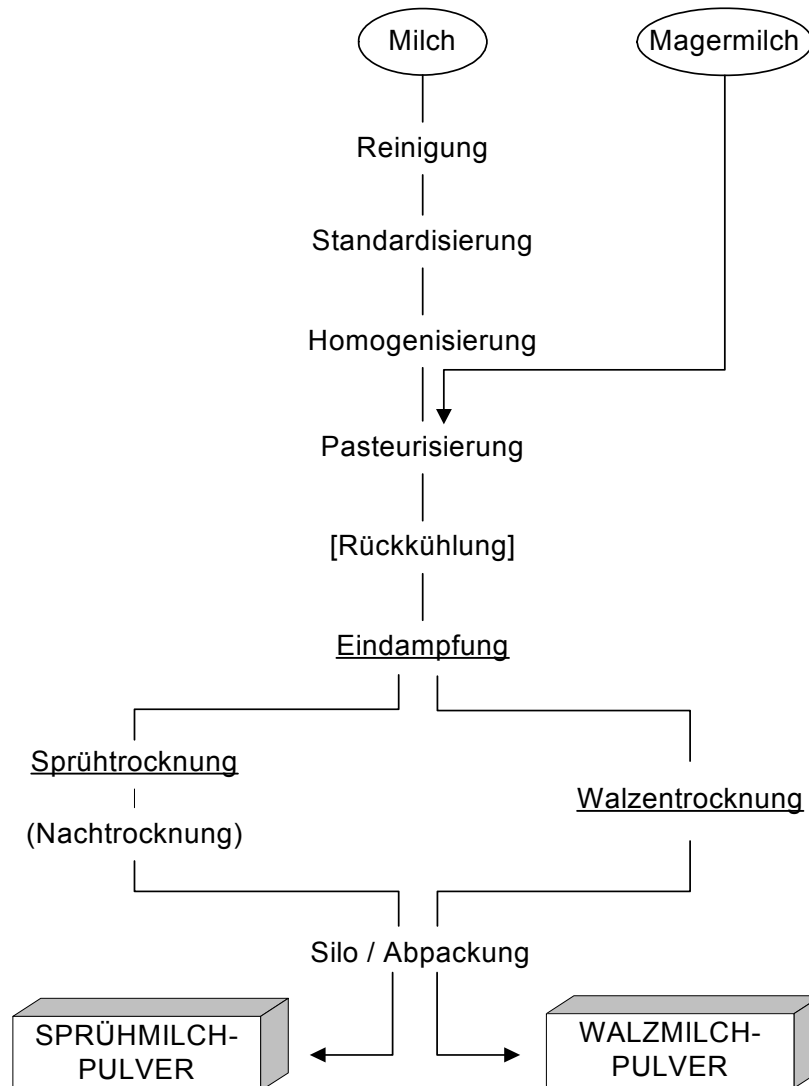 Milch
Magermilch
Reinigung
Standardisierung
Homogenisierung
Pasteurisierung
[Rückkühlung]
Eindampfung
Sprühtrocknung
Walzentrocknung
(Nachtrocknung)
Silo / Abpackung
SPRÜHMILCH-
PULVER
WALZMILCH-
PULVER